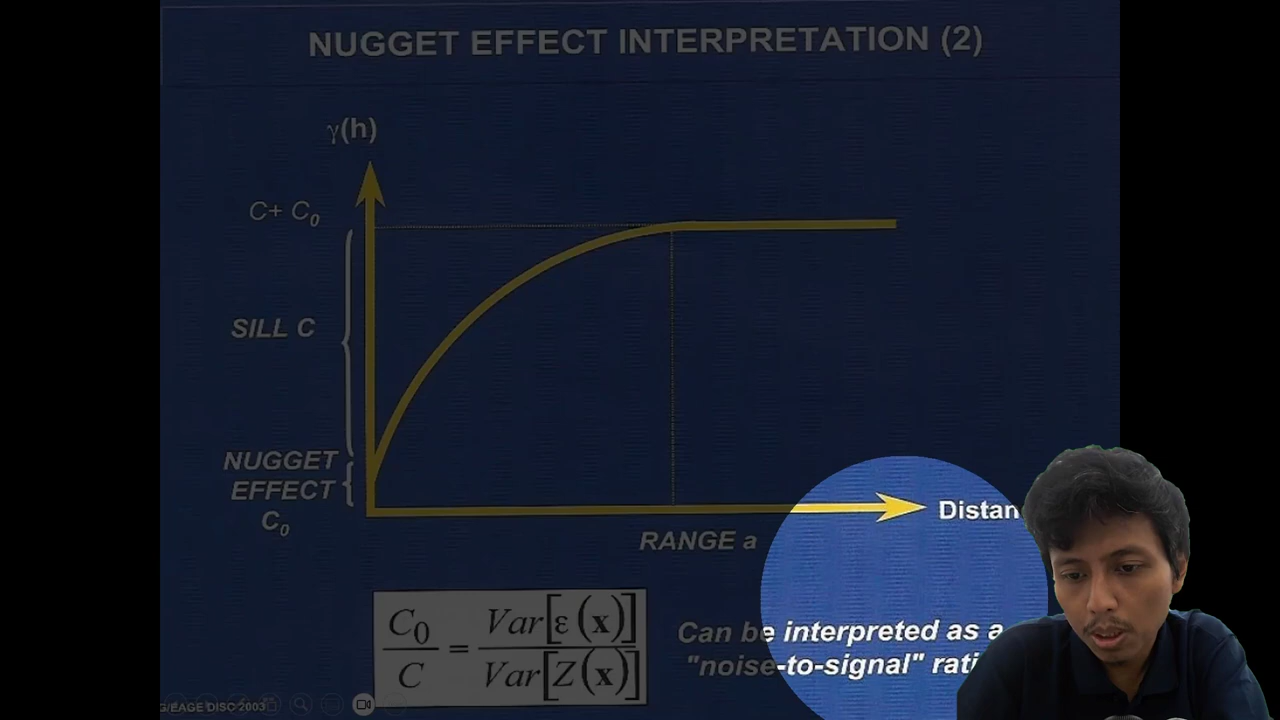 NUGGET EFFECT INTERPRETATION (2)
γ(h)
C+ C0
SILL C
NUGGET
EFFECT
C0
Distan
RANGE a
C0/C = Var[ε(x)]/Var[Z(x)]
Can be interpreted as a
"noise-to-signal" rati
G/EAGE DISC 2003